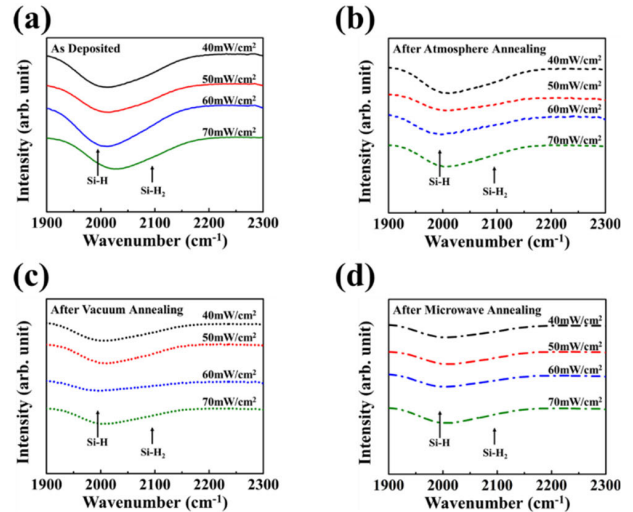 (a)
As Deposited
40mW/cm²
50mW/cm²
60mW/cm²
70mW/cm²
Si-H
Si-H₂
Intensity (arb. unit)
1900 2000 2100 2200 2300
Wavenumber (cm⁻¹)
(b)
After Atmosphere Annealing
40mW/cm²
50mW/cm²
60mW/cm²
70mW/cm²
Si-H
Si-H₂
Intensity (arb. unit)
1900 2000 2100 2200 2300
Wavenumber (cm⁻¹)
(c)
After Vacuum Annealing
40mW/cm²
50mW/cm²
60mW/cm²
70mW/cm²
Si-H
Si-H₂
Intensity (arb. unit)
1900 2000 2100 2200 2300
Wavenumber (cm⁻¹)
(d)
After Microwave Annealing
40mW/cm²
50mW/cm²
60mW/cm²
70mW/cm²
Si-H
Si-H₂
Intensity (arb. unit)
1900 2000 2100 2200 2300
Wavenumber (cm⁻¹)